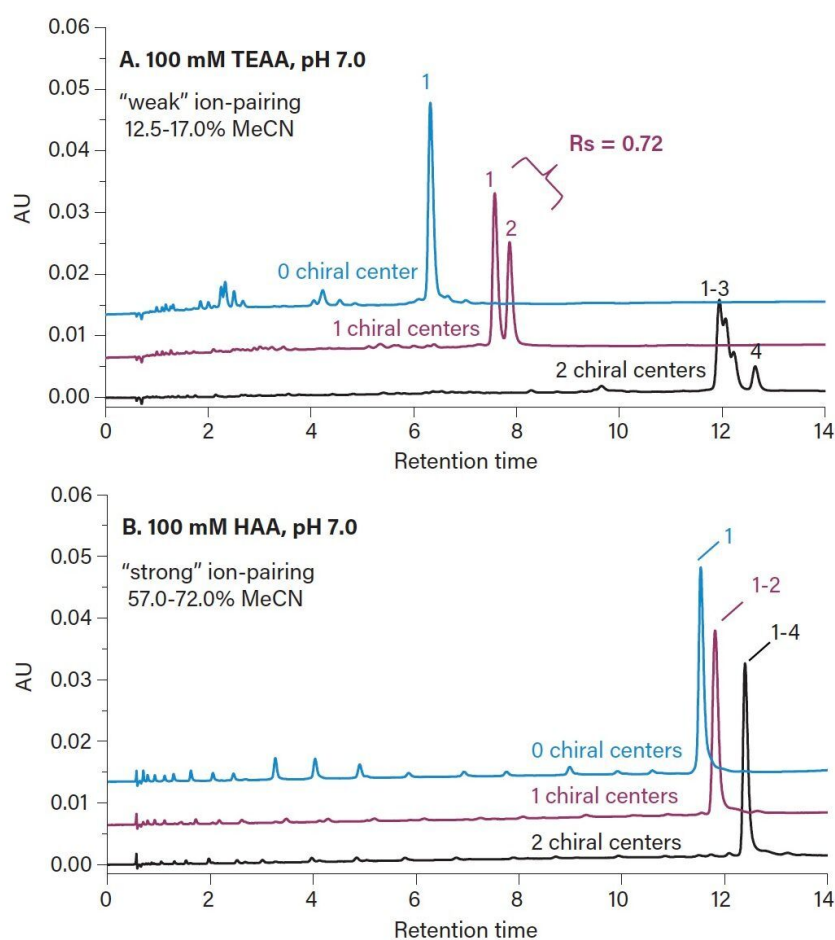 0.06
A. 100 mM TEAA, pH 7.0
0.05
1
"weak" ion-pairing
12.5-17.0% MeCN
0.04
Rs = 0.72
AU
0.03
1
2
0.02
0 chiral center
1-3
1 chiral centers
0.01
2 chiral centers
4
0.00
0 2 4 6 8 10 12 14
Retention time
0.06
B. 100 mM HAA, pH 7.0
1
0.05
"strong" ion-pairing
57.0-72.0% MeCN
1-2
0.04
1-4
AU
0.03
0.02
0 chiral centers
0.01
1 chiral centers
2 chiral centers
0.00
0 2 4 6 8 10 12 14
Retention time